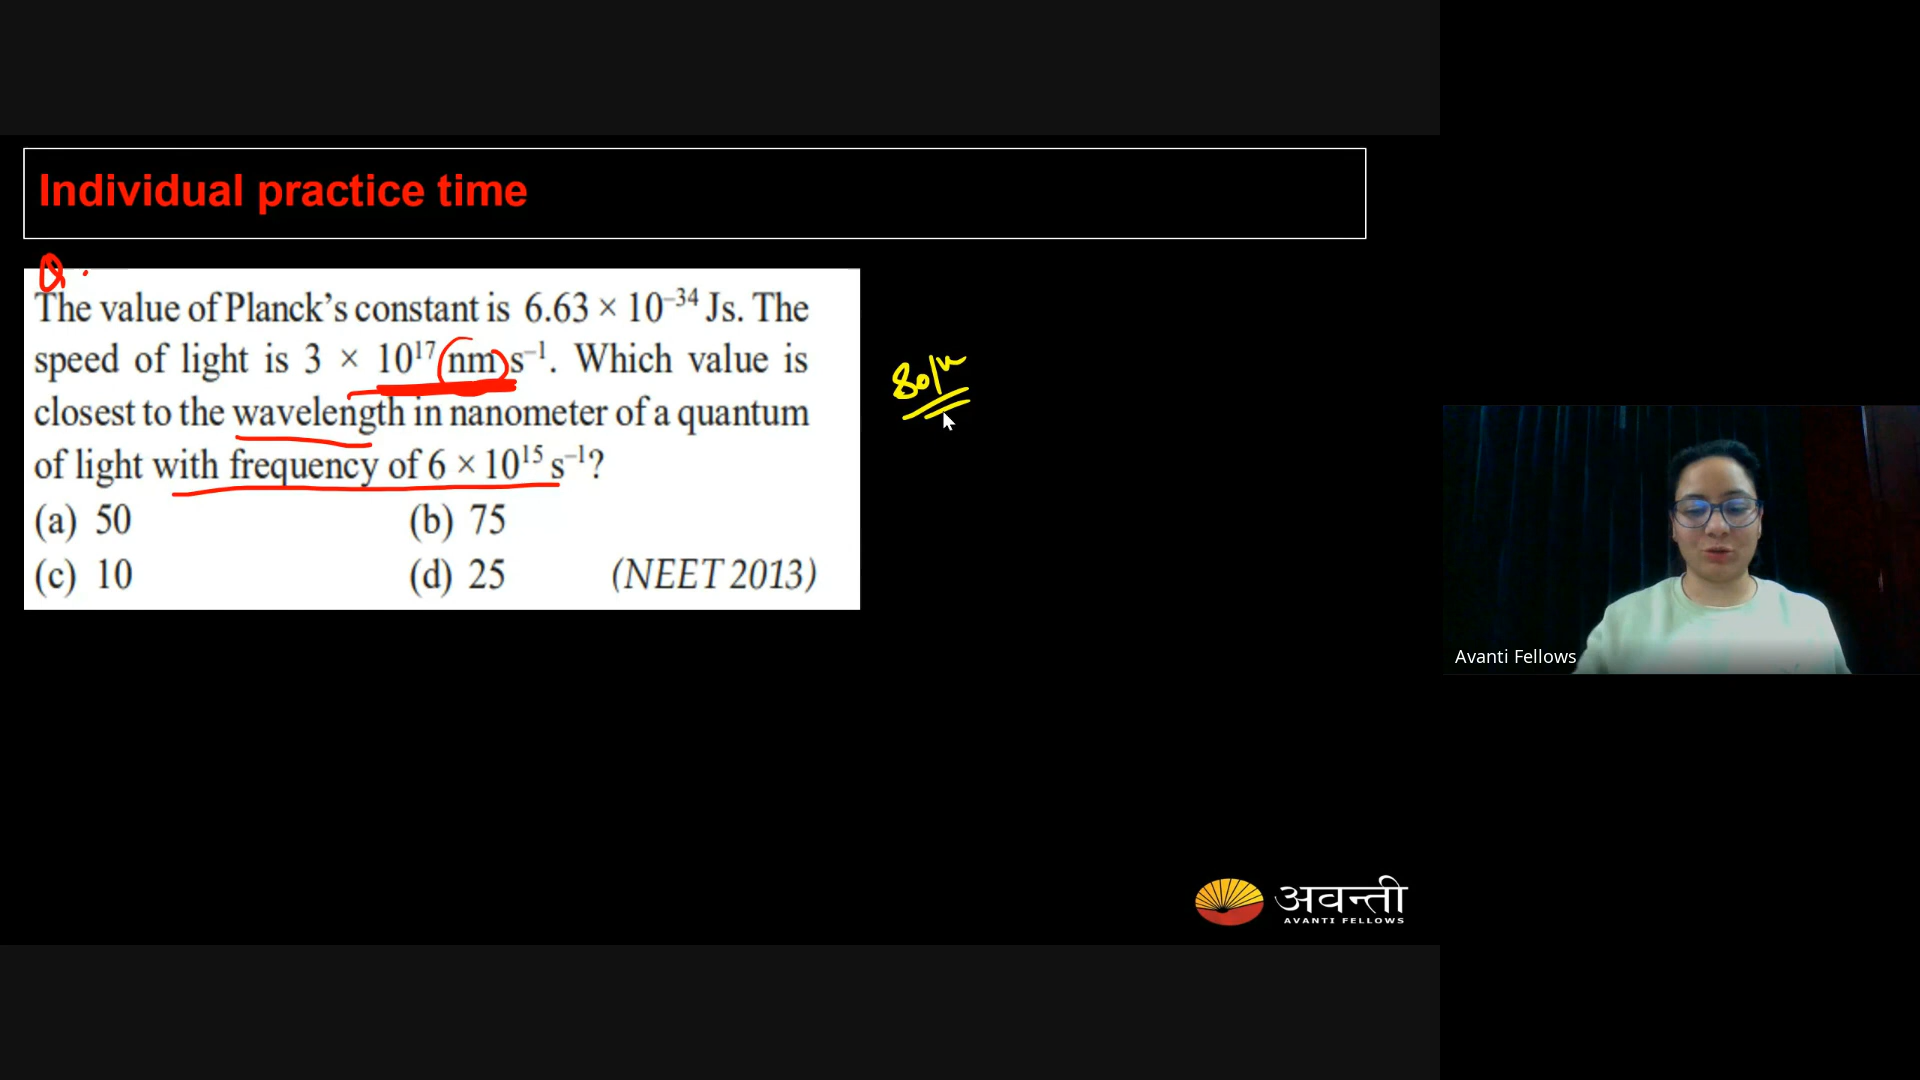 Individual practice time
Q.
The value of Planck’s constant is 6.63 × 10⁻³⁴ Js. The
speed of light is 3 × 10¹⁷ nm s⁻¹. Which value is
closest to the wavelength in nanometer of a quantum
of light with frequency of 6 × 10¹⁵ s⁻¹?
(a) 50 (b) 75
(c) 10 (d) 25 (NEET 2013)
Sol^n
Avanti Fellows
अवन्ती
AVANTI FELLOWS